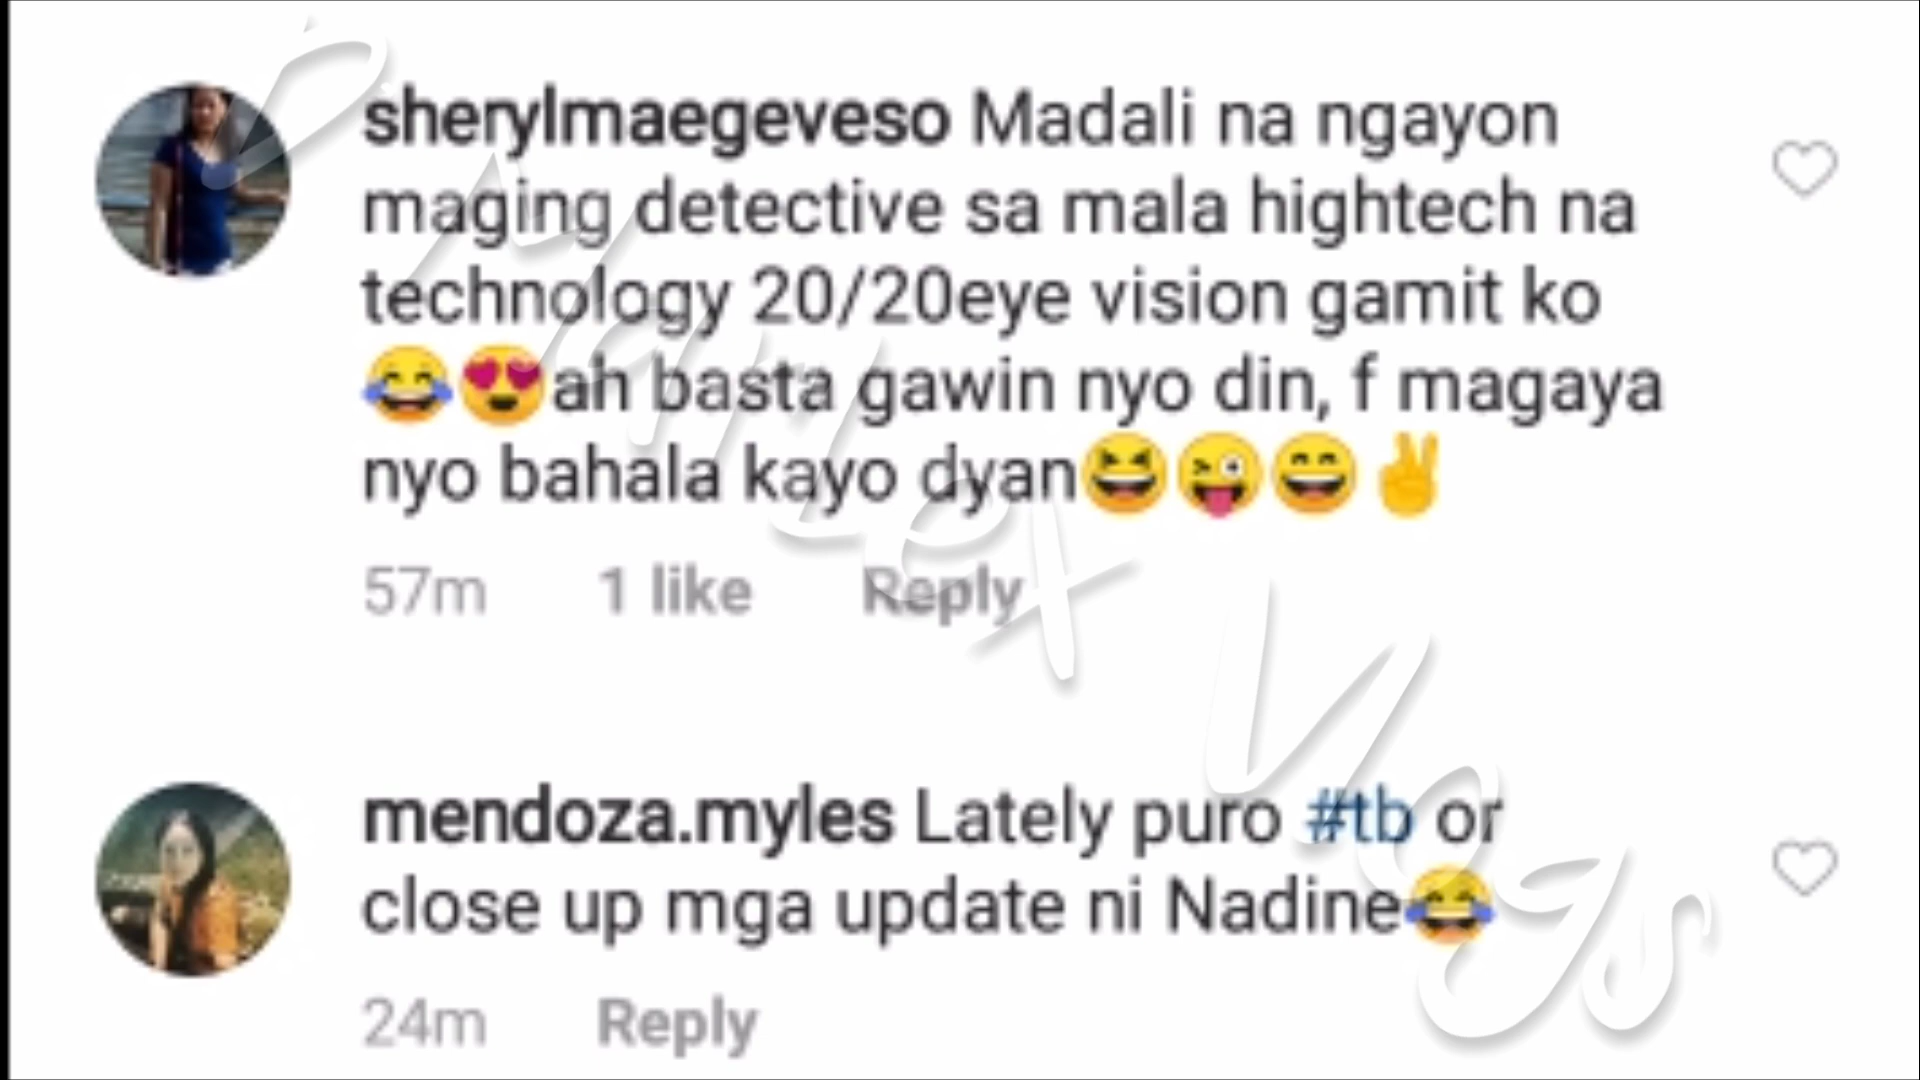 sherylmaegeveso Madali na ngayon
maging detective sa mala hightech na
technology 20/20eye vision gamit ko
😂😍ah basta gawin nyo din, f magaya
nyo bahala kayo dyan😆😜😄✌
57m 1 like Reply
mendoza.myles Lately puro #tb or
close up mga update ni Nadine😂
24m Reply